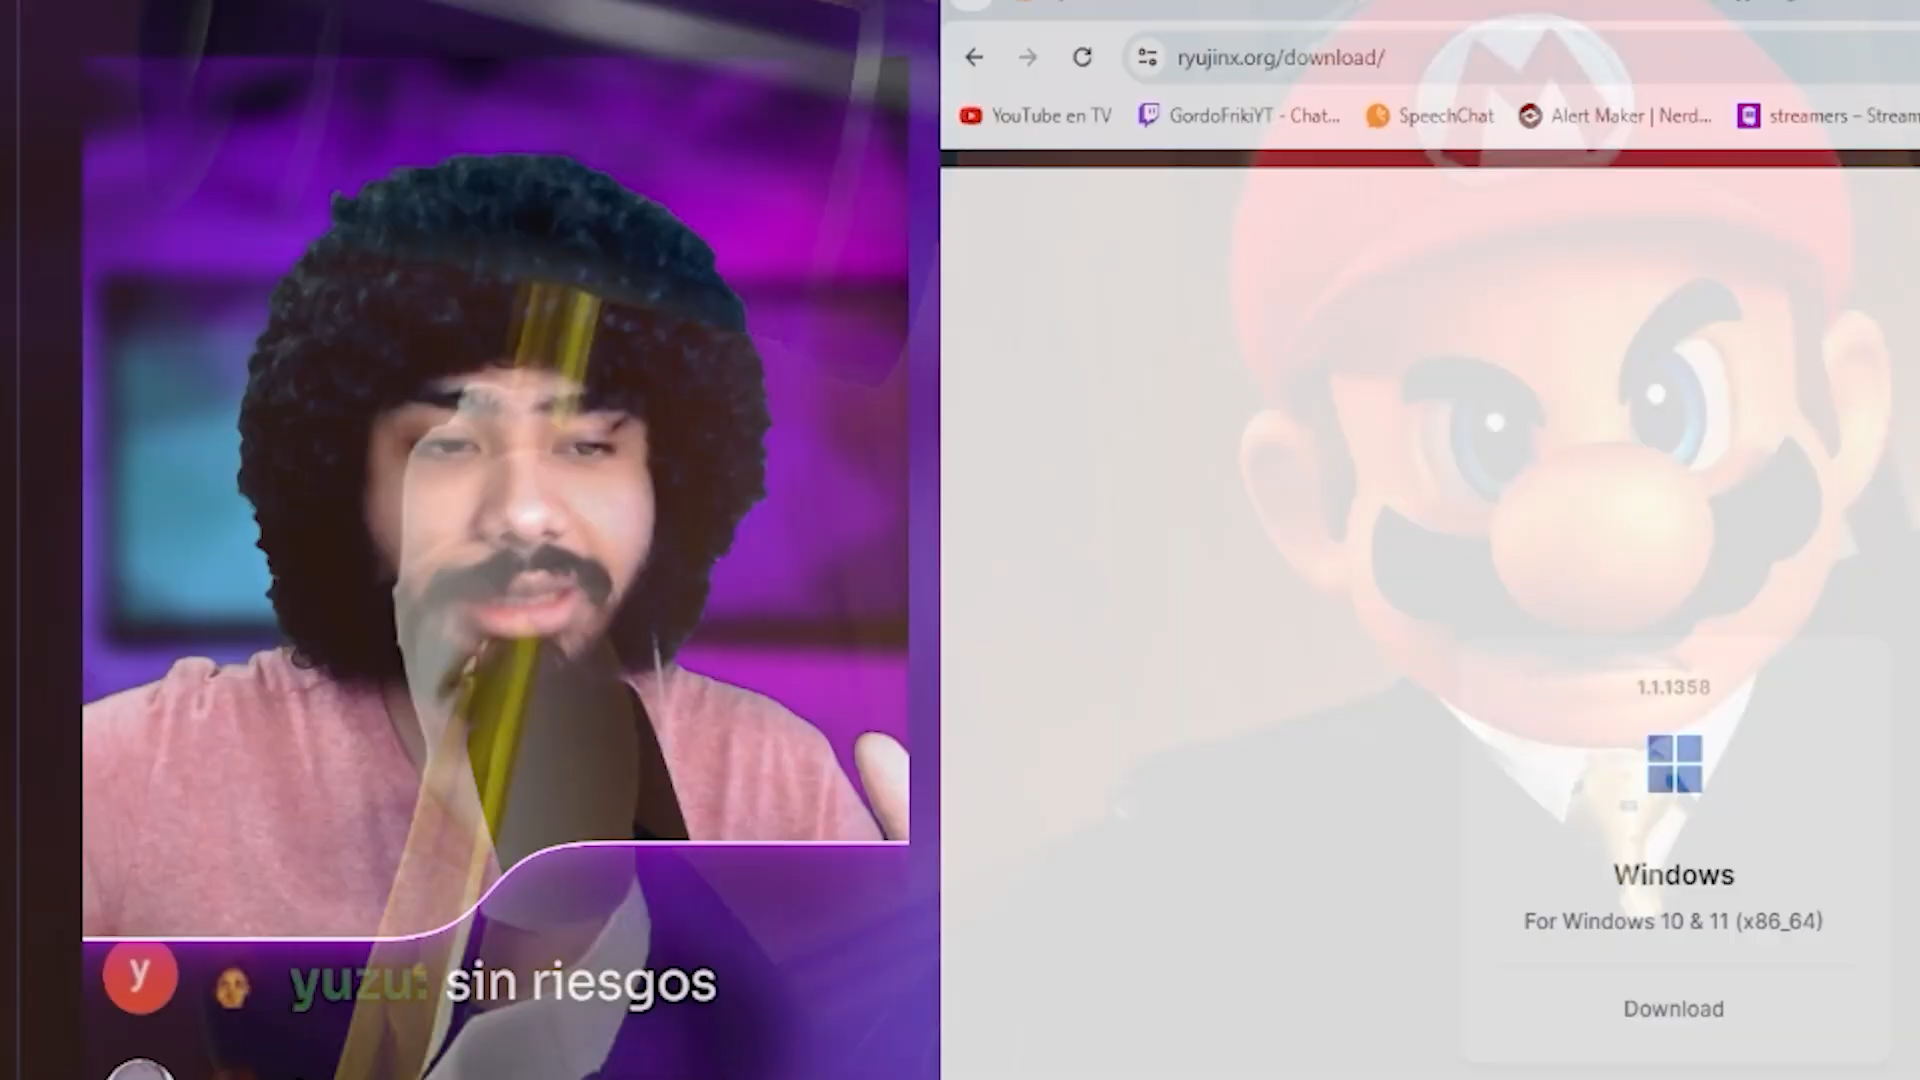 ryujinx.org/download/
YouTube en TV
GordoFrikiYT - Chat...
SpeechChat
Alert Maker | Nerd...
streamers – Stream
M
1.1.1358
Windows
For Windows 10 & 11 (x86_64)
Download
y
yuzu: sin riesgos